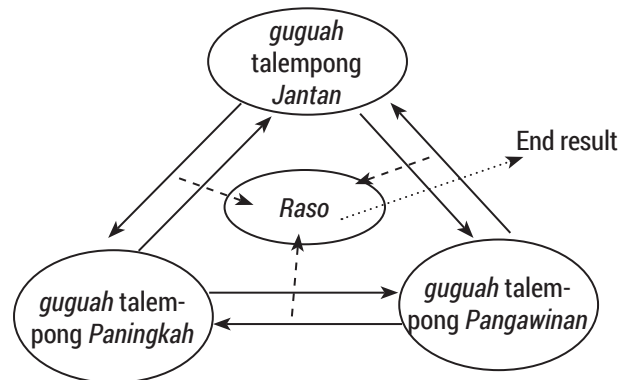 guguah
talempong
Jantan
End result
Raso
guguah talem-
pong Paningkah
guguah talem-
pong Pangawinan